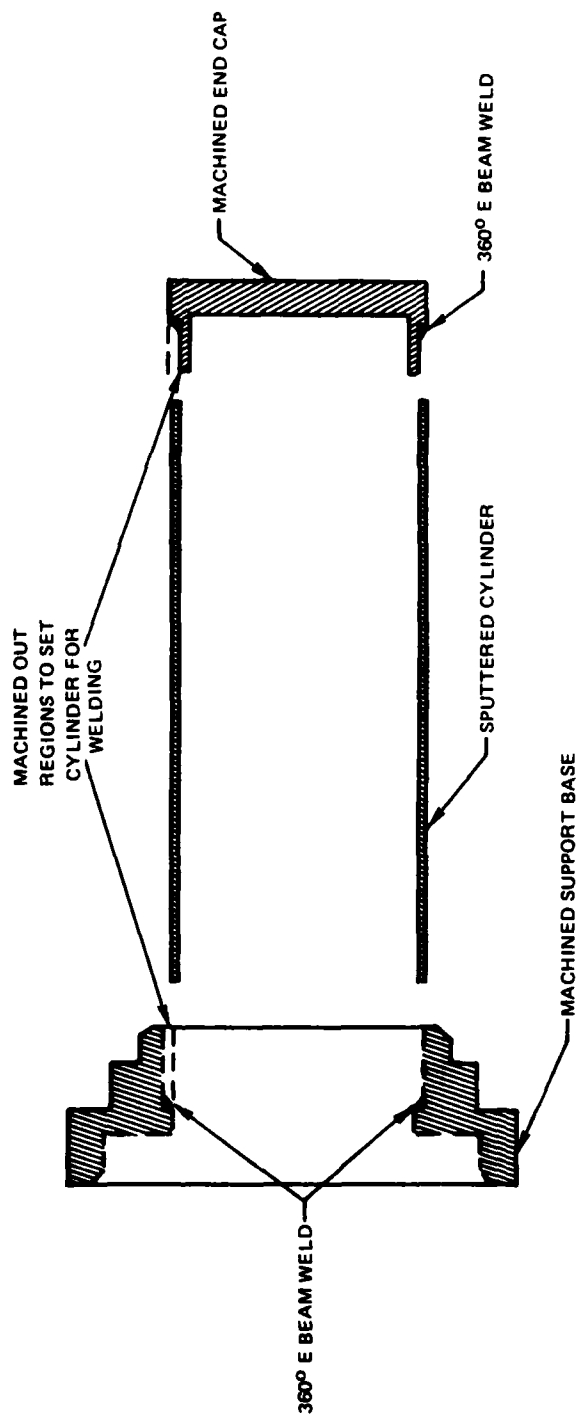 MACHINED OUT
REGIONS TO SET
CYLINDER FOR
WELDING
MACHINED END CAP
360° E BEAM WELD
SPUTTERED CYLINDER
MACHINED SUPPORT BASE
360° E BEAM WELD